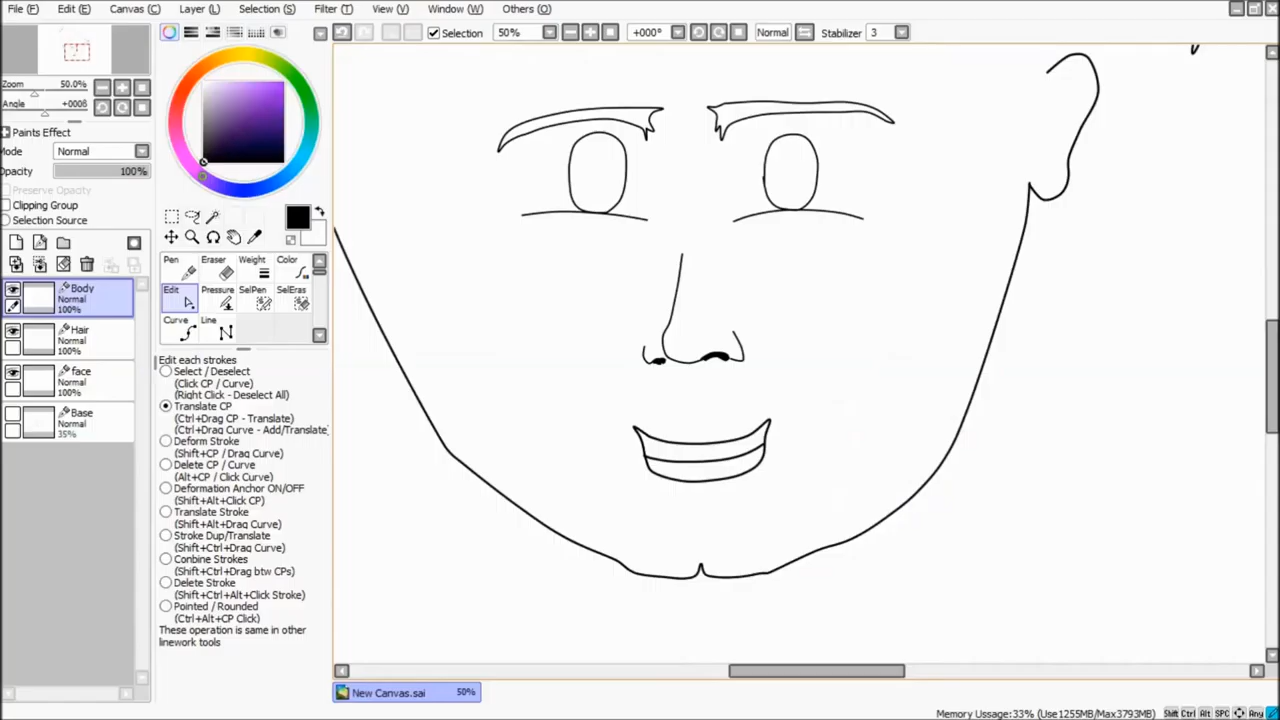 File (F) Edit (E) Canvas (C) Layer (L) Selection (S) Filter (T) View (V) Window (W) Others (O)
Selection 50% +000° Normal Stabilizer 3
Zoom 50.0%
Angle
Paints Effect
Mode Normal
Opacity 100%
Preserve Opacity
Clipping Group
Selection Source
Body
Normal
100%
Hair
Normal
100%
face
Normal
100%
Base
Normal
35%
Pen Eraser Weight Color
Edit Pressure SelPen SelEras
Curve Line
Edit each strokes
Select / Deselect
(Click CP / Curve)
(Right Click - Deselect All)
Translate CP
(Ctrl+Drag CP - Translate)
(Ctrl+Drag Curve - Add/Translate
Deform Stroke
(Shift+CP / Drag Curve)
Delete CP / Curve
(Alt+CP / Click Curve)
Deformation Anchor ON/OFF
(Shift+Alt+Click CP)
Translate Stroke
(Shift+Alt+Drag Curve)
Stroke Dup/Translate
(Shift+Ctrl+Drag Curve)
Combine Strokes
(Shift+Ctrl+Drag btw CPs)
Delete Stroke
(Shift+Ctrl+Alt+Click Stroke)
Pointed / Rounded
(Ctrl+Alt+CP Click)
These operation is same in other
linework tools
New Canvas.sai 50%
Memory Ussage:33% (Use1255MB/Max3793MB) Shift Ctrl Alt SPC Any